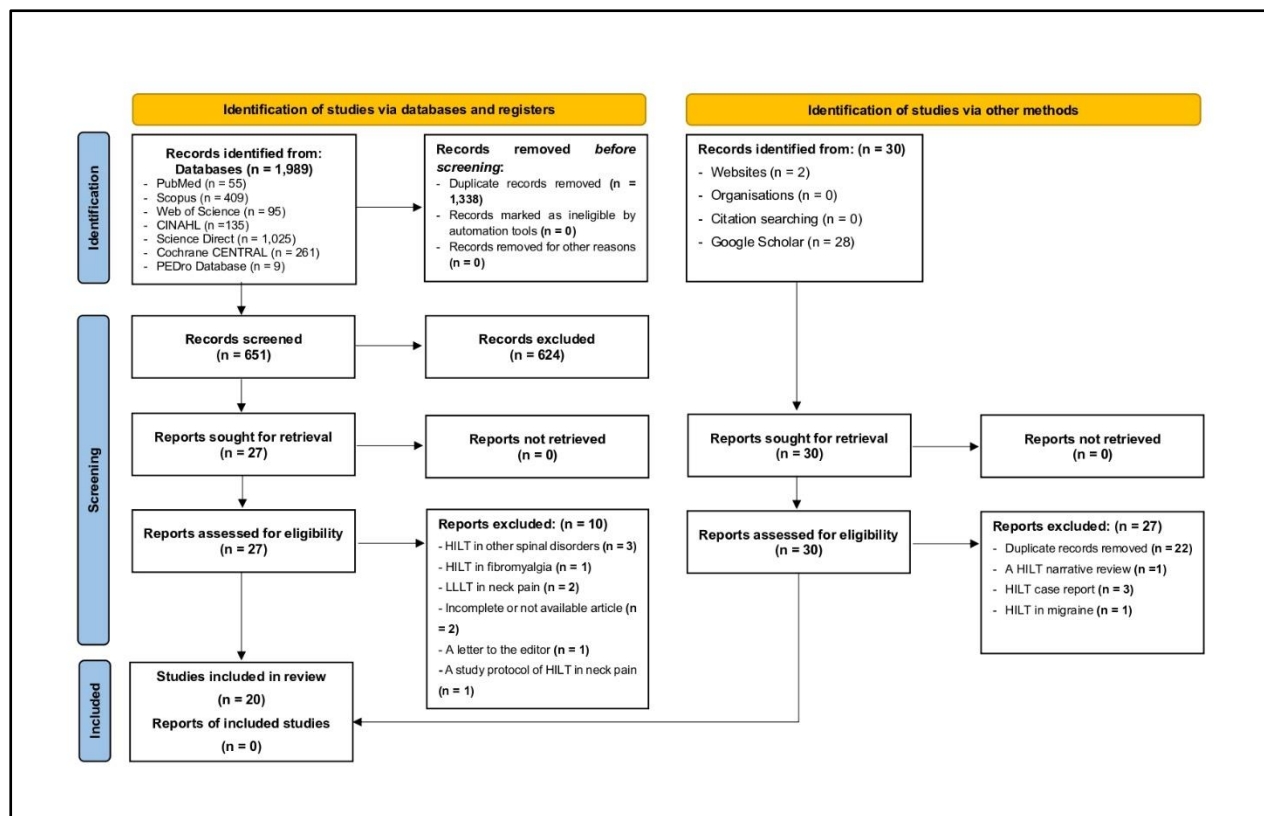 Identification of studies via databases and registers
Identification of studies via other methods
Identification
Records identified from:
Databases (n = 1,989)
- PubMed (n = 55)
- Scopus (n = 409)
- Web of Science (n = 95)
- CINAHL (n =135)
- Science Direct (n = 1,025)
- Cochrane CENTRAL (n = 261)
- PEDro Database (n = 9)
Records removed before
screening:
- Duplicate records removed (n =
1,338)
- Records marked as ineligible by
automation tools (n = 0)
- Records removed for other reasons
(n = 0)
Records identified from: (n = 30)
- Websites (n = 2)
- Organisations (n = 0)
- Citation searching (n = 0)
- Google Scholar (n = 28)
Screening
Records screened
(n = 651)
Records excluded
(n = 624)
Reports sought for retrieval
(n = 27)
Reports not retrieved
(n = 0)
Reports sought for retrieval
(n = 30)
Reports not retrieved
(n = 0)
Reports assessed for eligibility
(n = 27)
Reports excluded: (n = 10)
- HILT in other spinal disorders (n = 3)
- HILT in fibromyalgia (n = 1)
- LLLT in neck pain (n = 2)
- Incomplete or not available article (n
= 2)
- A letter to the editor (n = 1)
- A study protocol of HILT in neck pain
(n = 1)
Reports assessed for eligibility
(n = 30)
Reports excluded: (n = 27)
- Duplicate records removed (n = 22)
- A HILT narrative review (n =1)
- HILT case report (n = 3)
- HILT in migraine (n = 1)
Included
Studies included in review
(n = 20)
Reports of included studies
(n = 0)